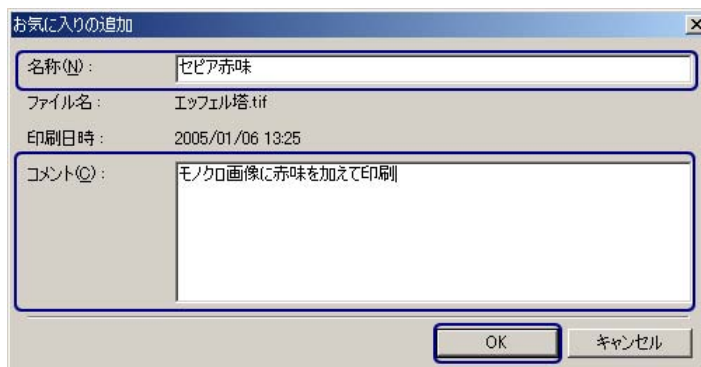 お気に入りの追加
名称(N)： セピア赤味
ファイル名： エッフェル塔.tif
印刷日時： 2005/01/06 13:25
コメント(C)： モノクロ画像に赤味を加えて印刷
OK キャンセル